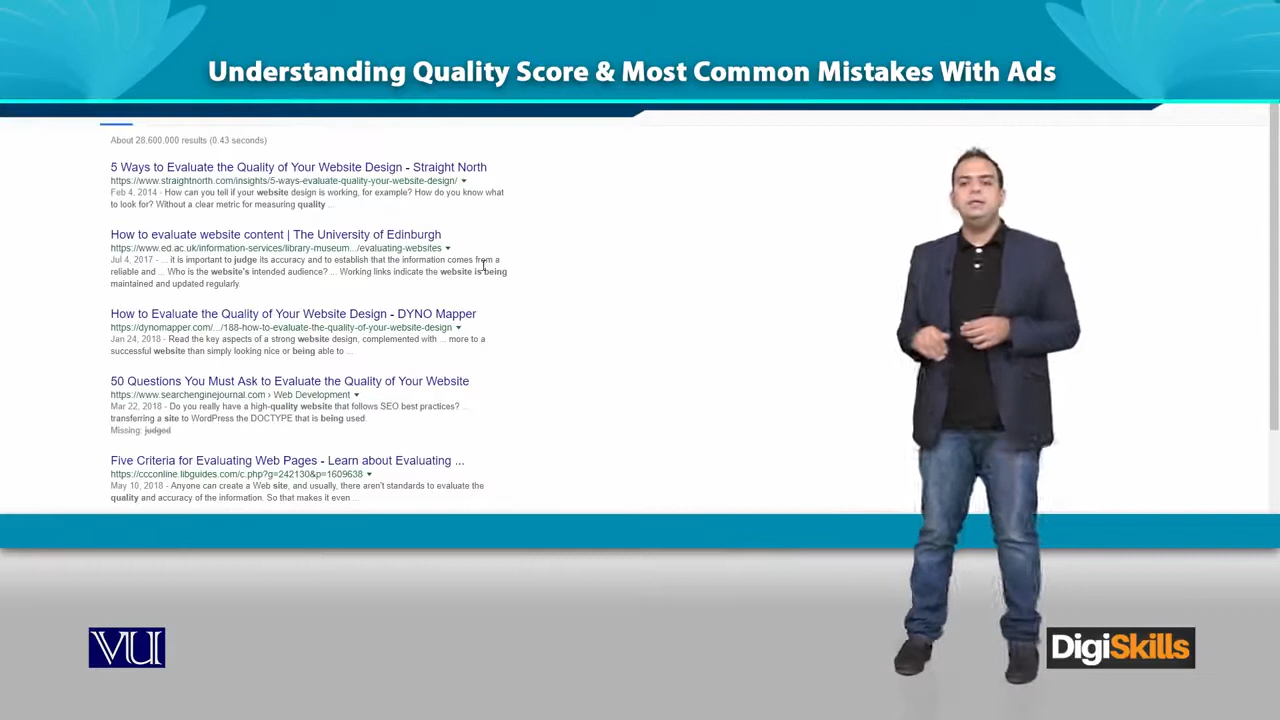 Understanding Quality Score & Most Common Mistakes With Ads
About 28,600,000 results (0.43 seconds)
5 Ways to Evaluate the Quality of Your Website Design - Straight North
https://www.straightnorth.com/insights/5-ways-evaluate-quality-your-website-design/
Feb 4, 2014 - How can you tell if your website design is working, for example? How do you know what
to look for? Without a clear metric for measuring quality ...
How to evaluate website content | The University of Edinburgh
https://www.ed.ac.uk/information-services/library-museum.../evaluating-websites
Jul 4, 2017 - ... it is important to judge its accuracy and to establish that the information comes from a
reliable and ... Who is the website's intended audience? ... Working links indicate the website is being
maintained and updated regularly.
How to Evaluate the Quality of Your Website Design - DYNO Mapper
https://dynomapper.com/.../188-how-to-evaluate-the-quality-of-your-website-design
Jan 24, 2018 - Read the key aspects of a strong website design, complemented with ... more to a
successful website than simply looking nice or being able to ...
50 Questions You Must Ask to Evaluate the Quality of Your Website
https://www.searchenginejournal.com › Web Development
Mar 22, 2018 - Do you really have a high-quality website that follows SEO best practices? ...
transferring a site to WordPress the DOCTYPE that is being used.
Missing: judged
Five Criteria for Evaluating Web Pages - Learn about Evaluating ...
https://ccconline.libguides.com/c.php?g=242130&p=1609638
May 10, 2018 - Anyone can create a Web site, and usually, there aren't standards to evaluate the
quality and accuracy of the information. So that makes it even ...
VU
DigiSkills